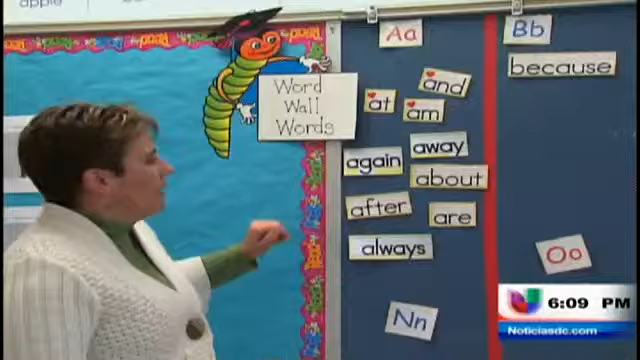 apple
Aa
Bb
because
Word
Wall
Words
at
and
am
again
away
about
after
are
always
Oo
Nn
6:09 PM
Noticiasdc.com